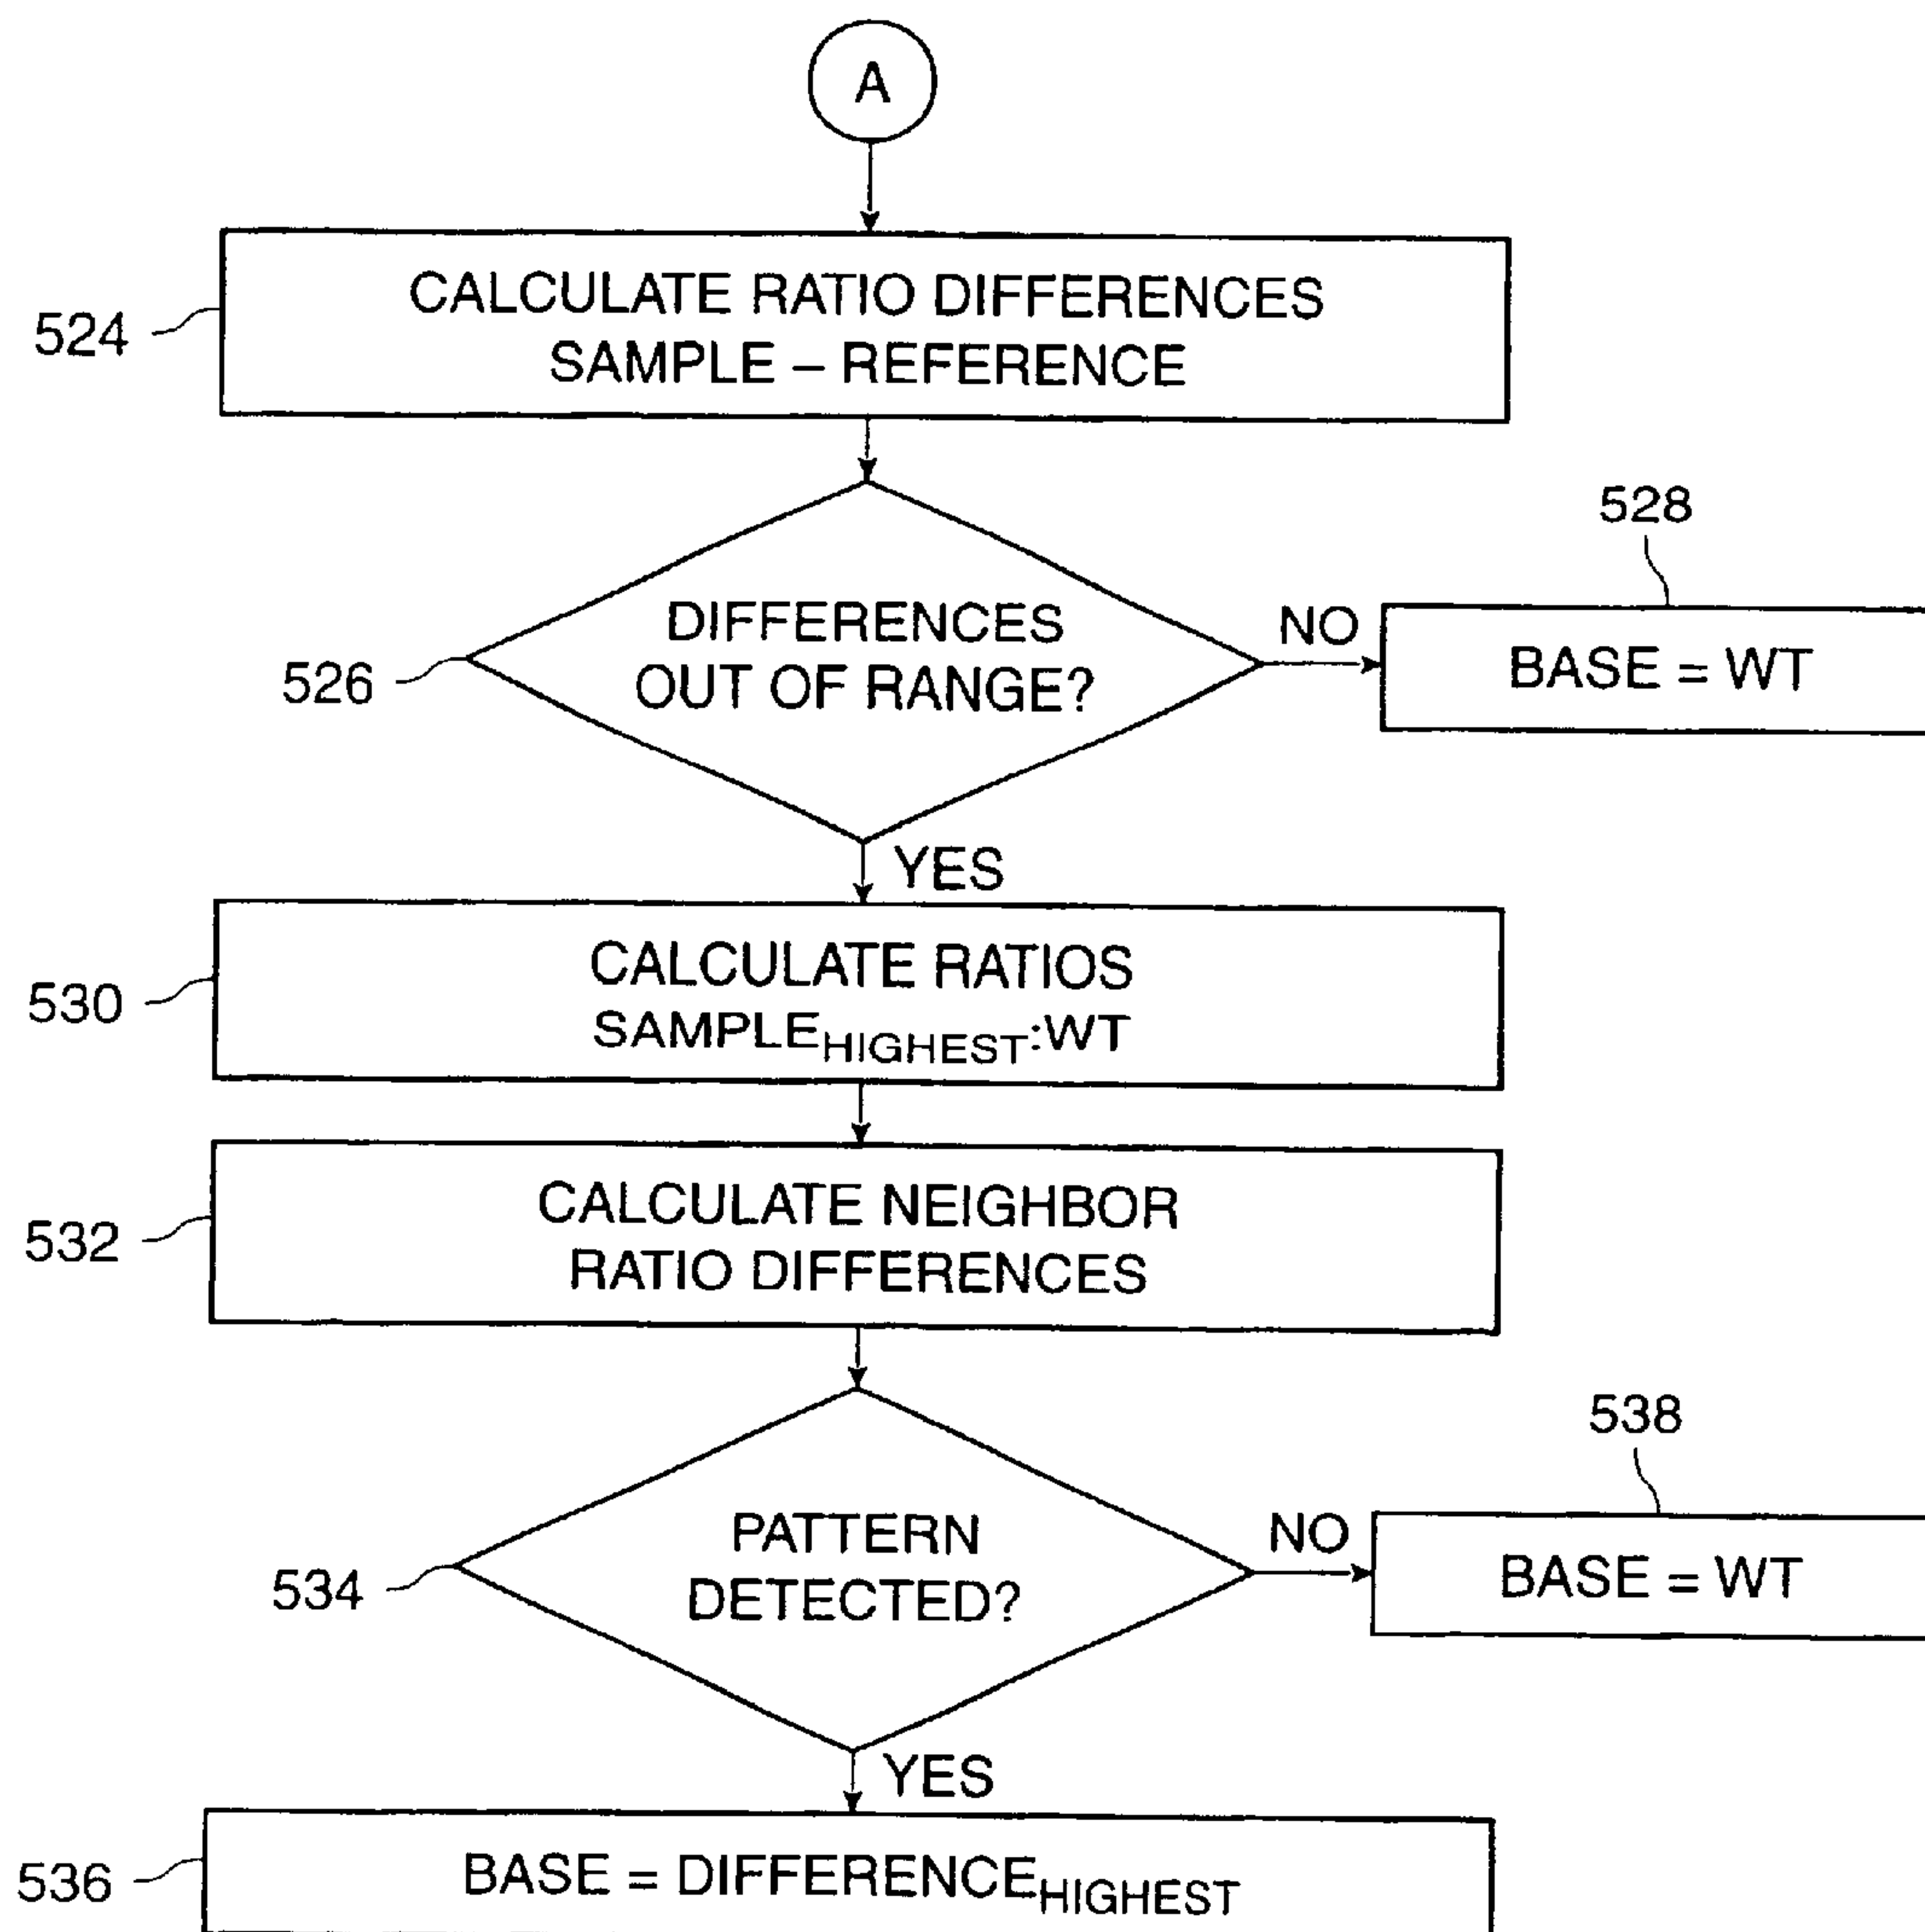 A
CALCULATE RATIO DIFFERENCES
SAMPLE – REFERENCE
524
528
DIFFERENCES
OUT OF RANGE?
526
NO
BASE = WT
YES
CALCULATE RATIOS
SAMPLEHIGHEST:WT
530
CALCULATE NEIGHBOR
RATIO DIFFERENCES
532
538
PATTERN
DETECTED?
534
NO
BASE = WT
YES
BASE = DIFFERENCEHIGHEST
536